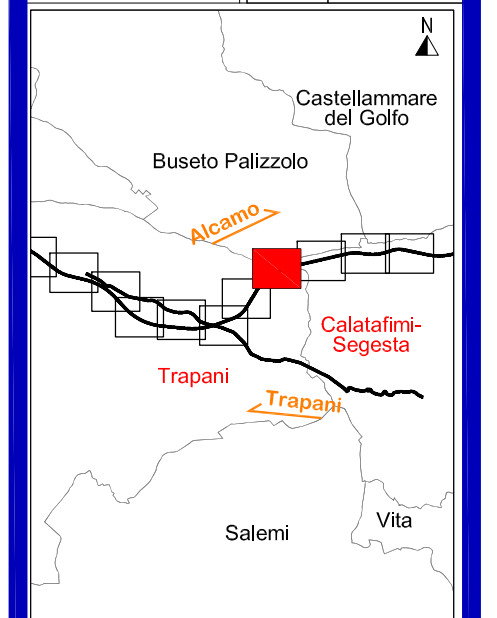 N
Castellammare
del Golfo
Buseto Palizzolo
Alcamo
Calatafimi-
Segesta
Trapani
Trapani
Vita
Salemi